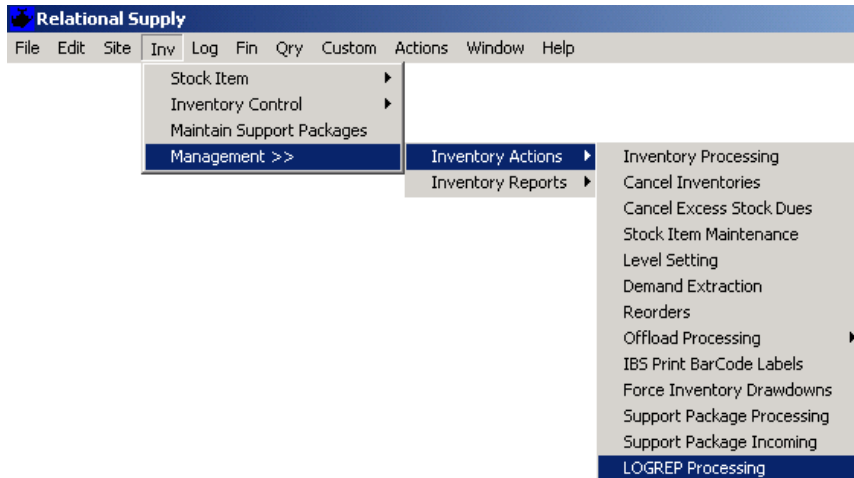 Relational Supply
File Edit Site Inv Log Fin Qry Custom Actions Window Help
Stock Item
Inventory Control
Maintain Support Packages
Management >>
Inventory Actions
Inventory Reports
Inventory Processing
Cancel Inventories
Cancel Excess Stock Dues
Stock Item Maintenance
Level Setting
Demand Extraction
Reorders
Offload Processing
IBS Print BarCode Labels
Force Inventory Drawdowns
Support Package Processing
Support Package Incoming
LOGREP Processing